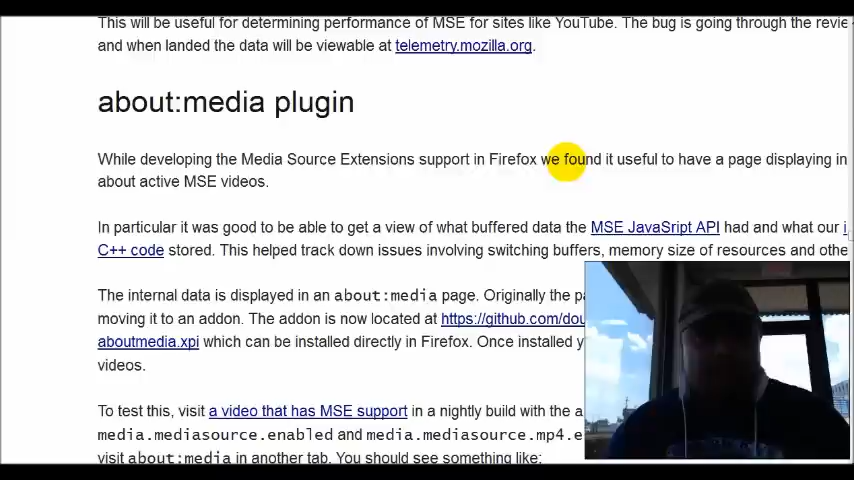 This will be useful for determining performance of MSE for sites like YouTube. The bug is going through the
and when landed the data will be viewable at telemetry.mozilla.org.
about:media plugin
While developing the Media Source Extensions support in Firefox we found it useful to have a page displaying in
about active MSE videos.
In particular it was good to be able to get a view of what buffered data the MSE JavaSript API had and what our i
C++ code stored. This helped track down issues involving switching buffers, memory size of resources and othe
The internal data is displayed in an about:media page. Originally the pa
moving it to an addon. The addon is now located at https://github.com/dou
aboutmedia.xpi which can be installed directly in Firefox. Once installed y
videos.
To test this, visit a video that has MSE support in a nightly build with the a
media.mediasource.enabled and media.mediasource.mp4.e
visit about:media in another tab. You should see something like: